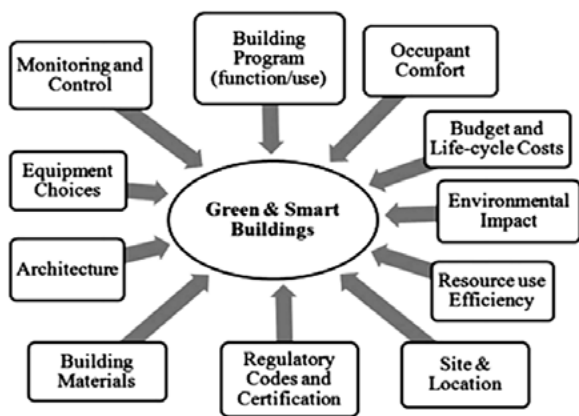 Building
Program
(function/use)
Occupant
Comfort
Monitoring and
Control
Budget and
Life-cycle Costs
Equipment
Choices
Green & Smart
Buildings
Environmental
Impact
Architecture
Resource use
Efficiency
Building
Materials
Regulatory
Codes and
Certification
Site &
Location